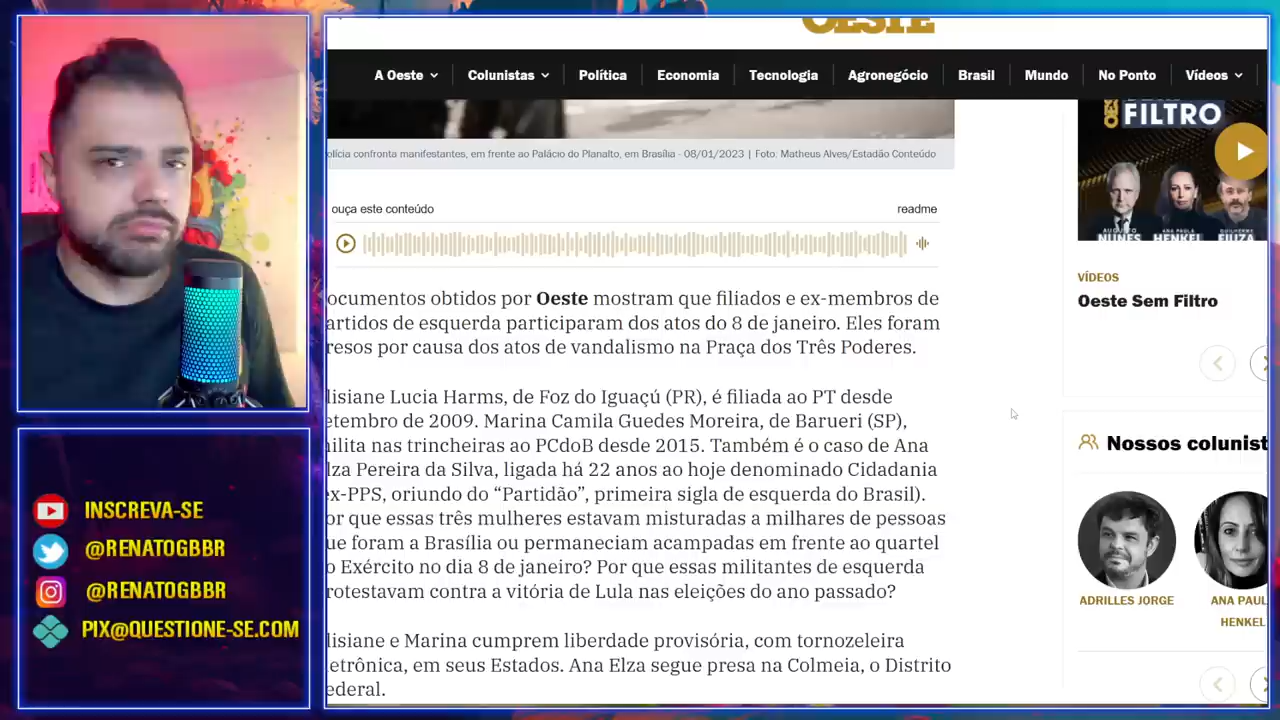 OESTE
A Oeste
Colunistas
Política
Economia
Tecnologia
Agronegócio
Brasil
Mundo
No Ponto
Vídeos
olícia confronta manifestantes, em frente ao Palácio do Planalto, em Brasília - 08/01/2023 | Foto: Matheus Alves/Estadão Conteúdo
ouça este conteúdo
readme
ocumentos obtidos por Oeste mostram que filiados e ex-membros de
artidos de esquerda participaram dos atos do 8 de janeiro. Eles foram
resos por causa dos atos de vandalismo na Praça dos Três Poderes.
lisiane Lucia Harms, de Foz do Iguaçú (PR), é filiada ao PT desde
etembro de 2009. Marina Camila Guedes Moreira, de Barueri (SP),
ilita nas trincheiras ao PCdoB desde 2015. Também é o caso de Ana
lza Pereira da Silva, ligada há 22 anos ao hoje denominado Cidadania
ex-PPS, oriundo do “Partidão”, primeira sigla de esquerda do Brasil).
or que essas três mulheres estavam misturadas a milhares de pessoas
ue foram a Brasília ou permaneciam acampadas em frente ao quartel
o Exército no dia 8 de janeiro? Por que essas militantes de esquerda
rotestavam contra a vitória de Lula nas eleições do ano passado?
lisiane e Marina cumprem liberdade provisória, com tornozeleira
letrônica, em seus Estados. Ana Elza segue presa na Colmeia, o Distrito
ederal.
OESTE
FILTRO
AUGUSTO
NUNES
ANA PAULA
HENKEL
GUILHERME
FIUZA
VÍDEOS
Oeste Sem Filtro
Nossos colunist
ADRILLES JORGE
ANA PAUL
HENKEL
INSCREVA-SE
@RENATOGBBR
@RENATOGBBR
PIX@QUESTIONE-SE.COM